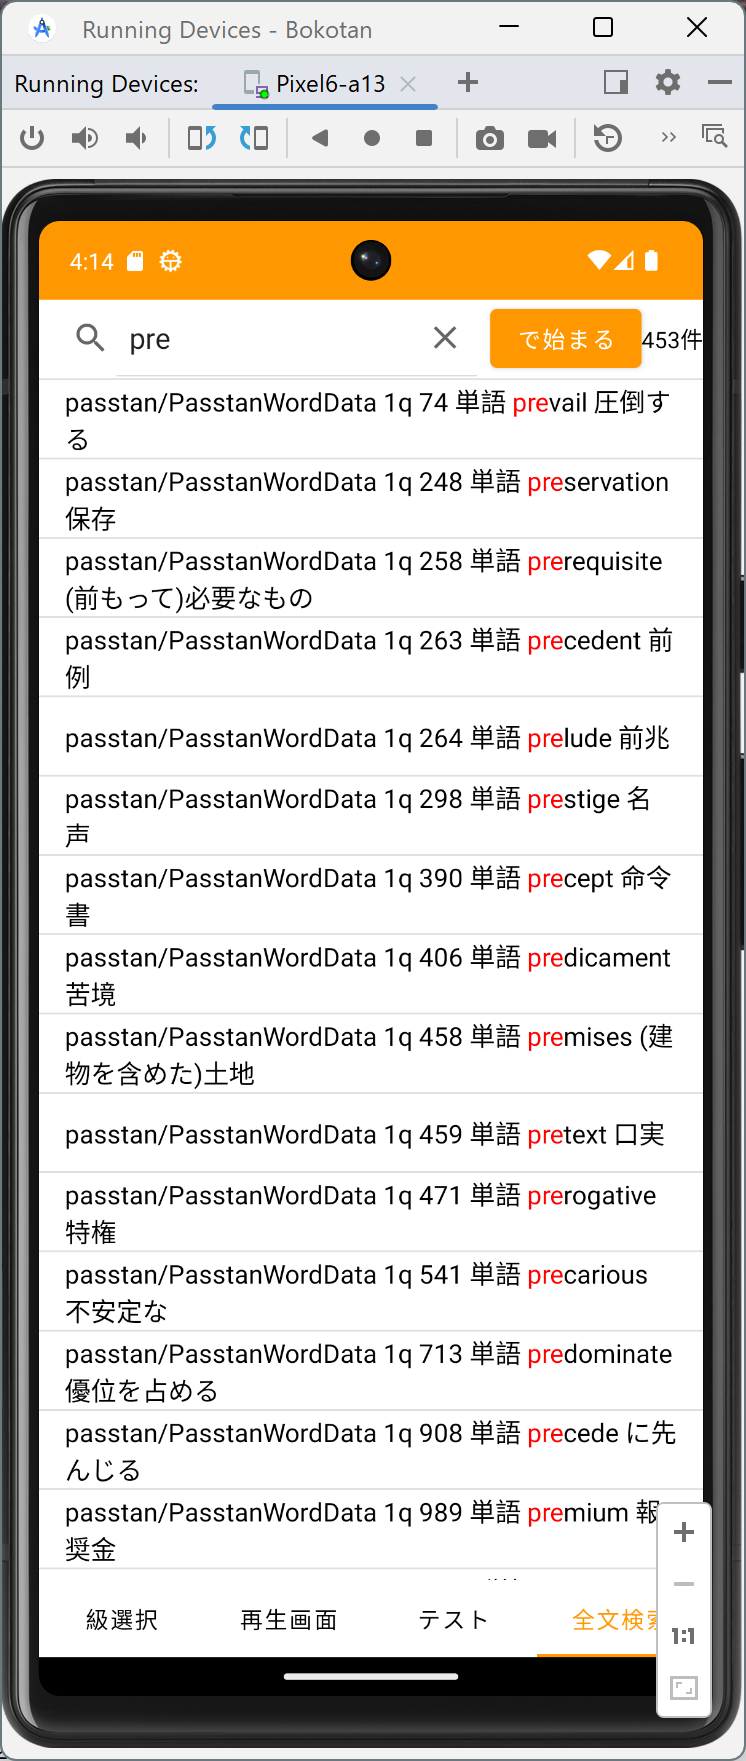 Running Devices - Bokotan
Running Devices:
Pixel6-a13
4:14
pre
で始まる
453件
passtan/PasstanWordData 1q 74 単語 prevail 圧倒す
る
passtan/PasstanWordData 1q 248 単語 preservation
保存
passtan/PasstanWordData 1q 258 単語 prerequisite
(前もって)必要なもの
passtan/PasstanWordData 1q 263 単語 precedent 前
例
passtan/PasstanWordData 1q 264 単語 prelude 前兆
passtan/PasstanWordData 1q 298 単語 prestige 名
声
passtan/PasstanWordData 1q 390 単語 precept 命令
書
passtan/PasstanWordData 1q 406 単語 predicament
苦境
passtan/PasstanWordData 1q 458 単語 premises (建
物を含めた)土地
passtan/PasstanWordData 1q 459 単語 pretext 口実
passtan/PasstanWordData 1q 471 単語 prerogative
特権
passtan/PasstanWordData 1q 541 単語 precarious
不安定な
passtan/PasstanWordData 1q 713 単語 predominate
優位を占める
passtan/PasstanWordData 1q 908 単語 precede に先
んじる
passtan/PasstanWordData 1q 989 単語 premium 報
奨金
級選択
再生画面
テスト
全文検索
1:1